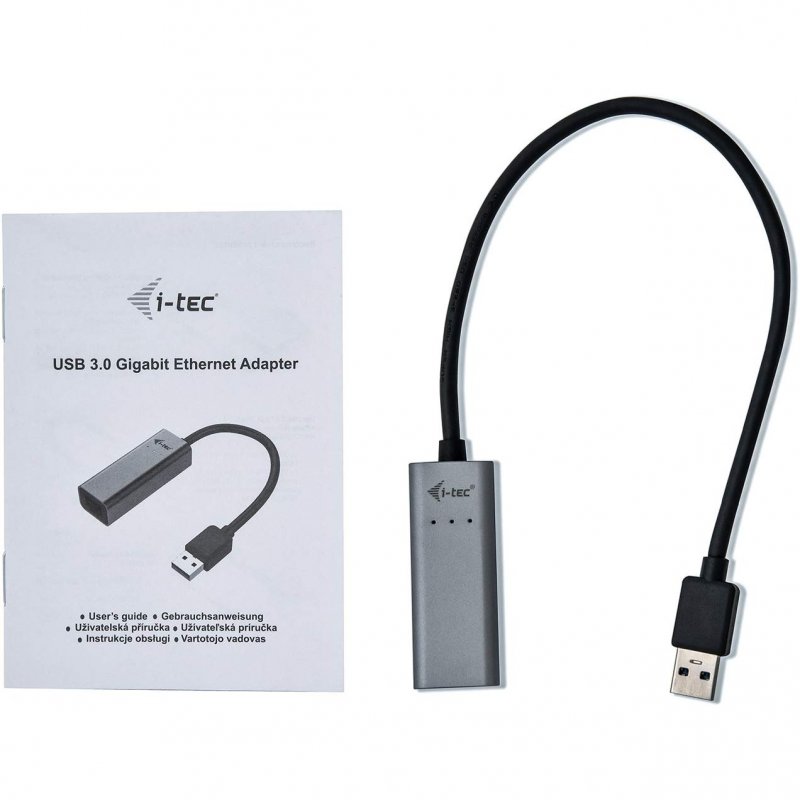 i-tec®
USB 3.0 Gigabit Ethernet Adapter
i-tec
● User's guide ● Gebrauchsanweisung
● Uživatelská příručka ● Užívateľská príručka
● Instrukcje obsługi ● Vartotojo vadovas
i-tec®